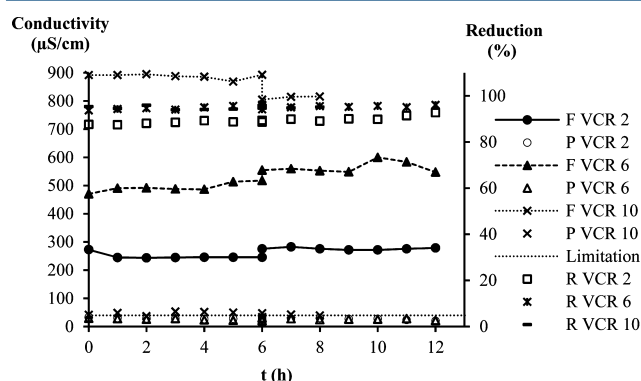 Conductivity
(µS/cm)
Reduction
(%)
900
800
700
600
500
400
300
200
100
0
100
80
60
40
20
0
0 2 4 6 8 10 12
t (h)
F VCR 2
P VCR 2
F VCR 6
P VCR 6
F VCR 10
P VCR 10
Limitation
R VCR 2
R VCR 6
R VCR 10